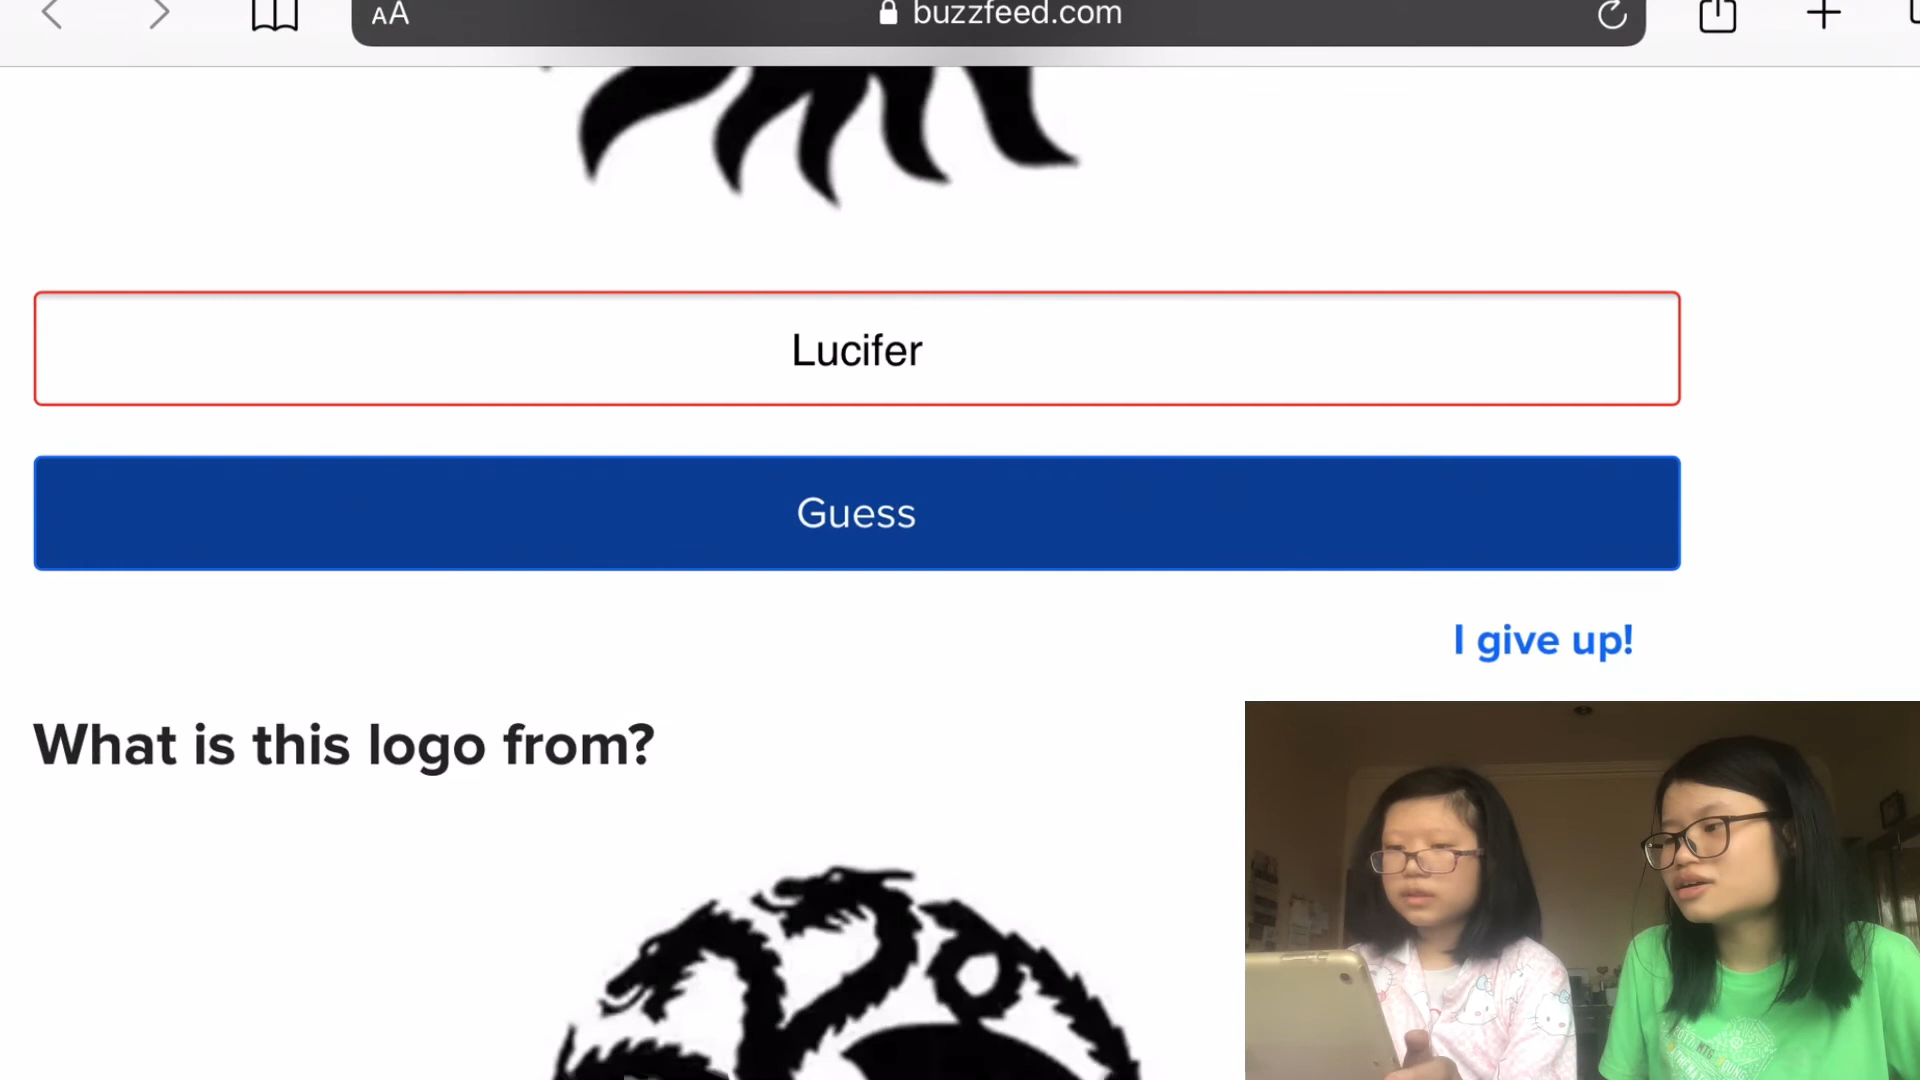 AA
buzzfeed.com
Lucifer
Guess
I give up!
What is this logo from?